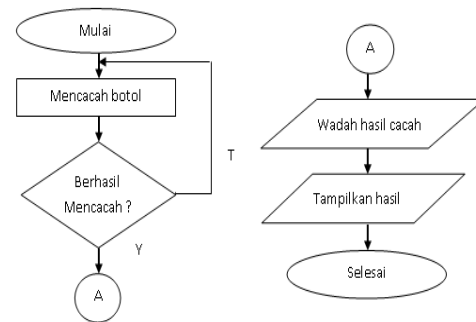 Mulai
Mencacah botol
Berhasil
Mencacah ?
T
Y
A
A
Wadah hasil cacah
Tampilkan hasil
Selesai